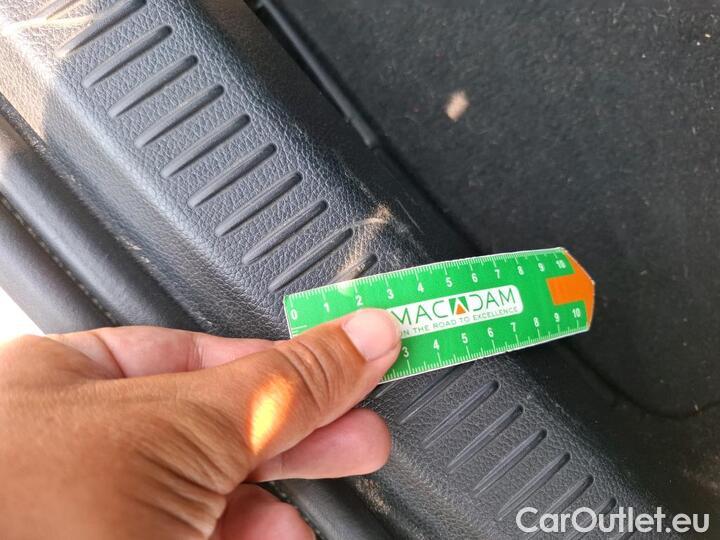 0 1 2 3 4 5 6 7 8 9 10
MACADAM
ON THE ROAD TO EXCELLENCE
3 4 5 6 7 8 9 10
CarOutlet.eu